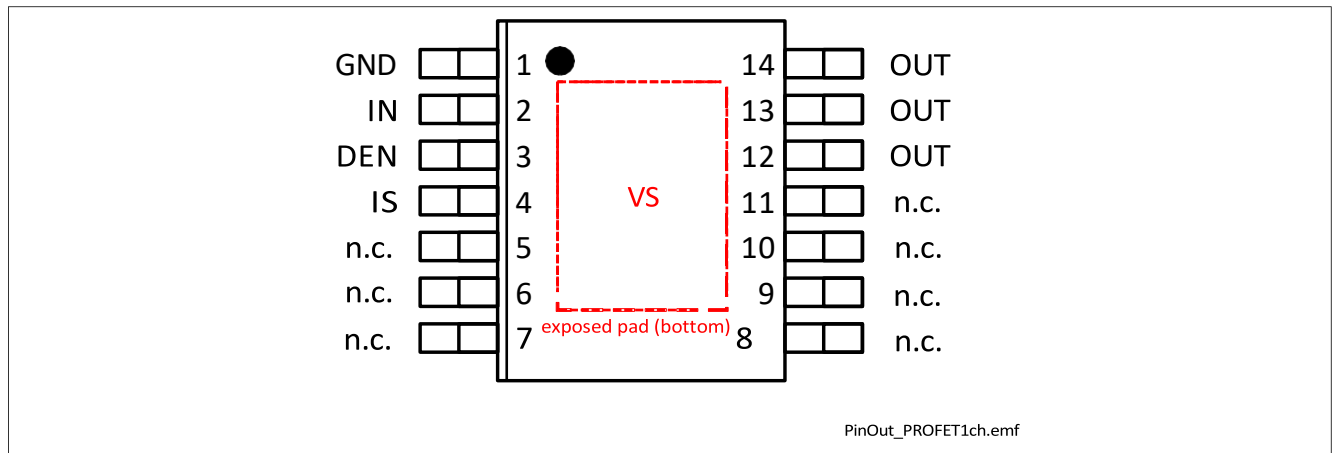 GND 1 14 OUT
IN 2 13 OUT
DEN 3 12 OUT
IS 4 VS 11 n.c.
n.c. 5 10 n.c.
n.c. 6 9 n.c.
exposed pad (bottom)
n.c. 7 8 n.c.
PinOut_PROFET1ch.emf